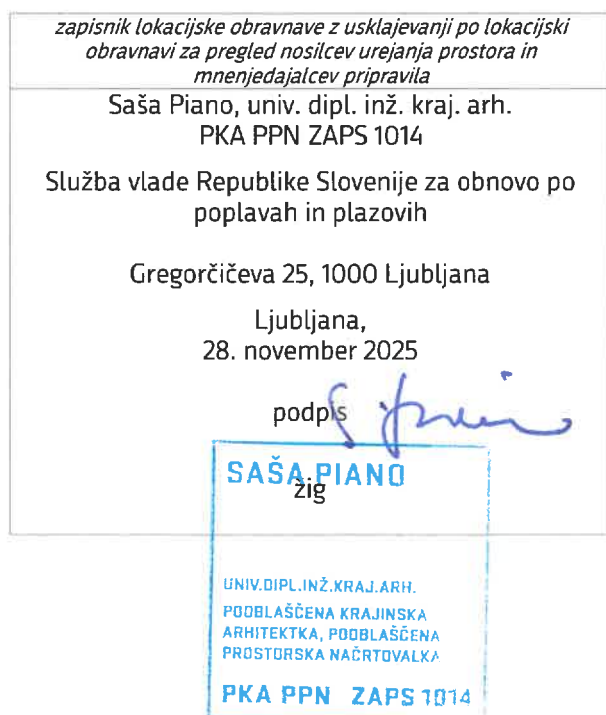 zapisnik lokacijske obravnave z usklajevanji po lokacijski
obravnavi za pregled nosilcev urejanja prostora in
mnenjedajalcev pripravila
Saša Piano, univ. dipl. inž. kraj. arh.
PKA PPN ZAPS 1014
Služba vlade Republike Slovenije za obnovo po
poplavah in plazovih
Gregorčičeva 25, 1000 Ljubljana
Ljubljana,
28. november 2025
podpis
SAŠA PIANO
žig
UNIV.DIPL.INŽ.KRAJ.ARH.
POOBLAŠČENA KRAJINSKA
ARHITEKTKA, POOBLAŠČENA
PROSTORSKA NAČRTOVALKA
PKA PPN ZAPS 1014